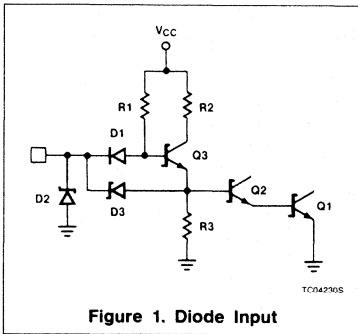 VCC
R1
R2
D1
Q3
D2
D3
Q2
Q1
R3
TC04230S
Figure 1. Diode Input